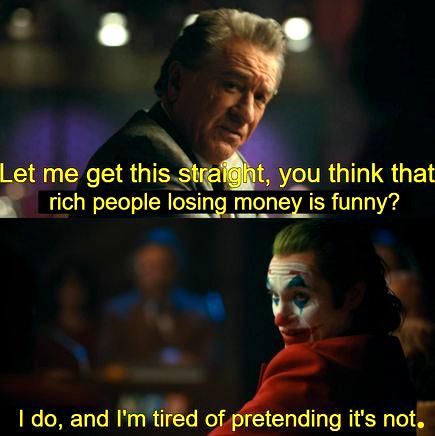 Let me get this straight, you think that
rich people losing money is funny?
I do, and I'm tired of pretending it's not.